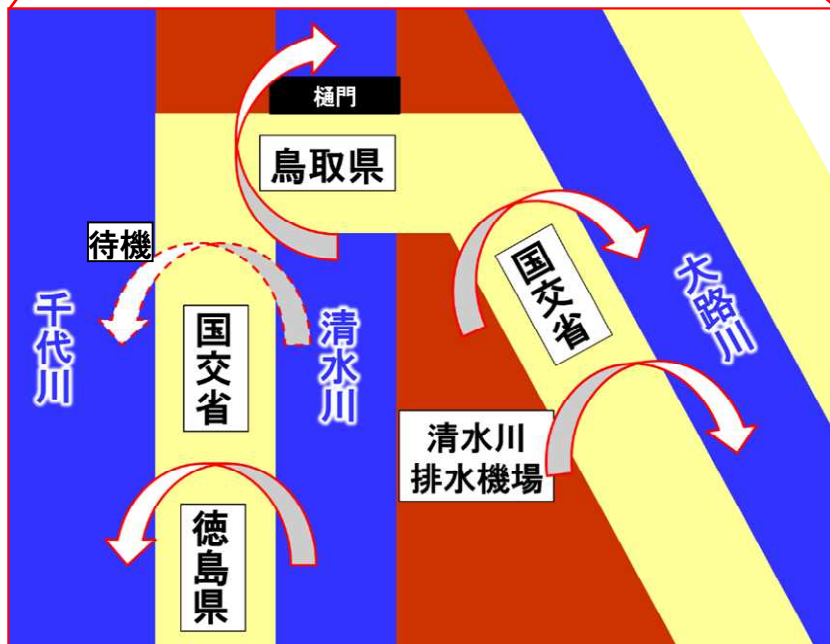 樋門
鳥取県
待機
千代川
国交省
清水川
国交省
大路川
清水川
排水機場
徳島県